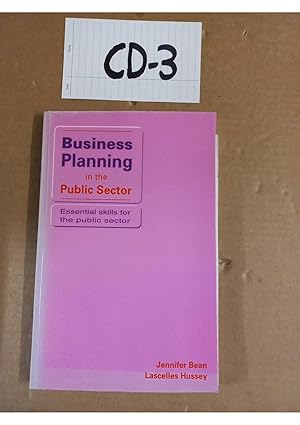 CD-3
Business
Planning
in the
Public Sector
Essential skills for
the public sector
Jennifer Bean
Lascelles Hussey